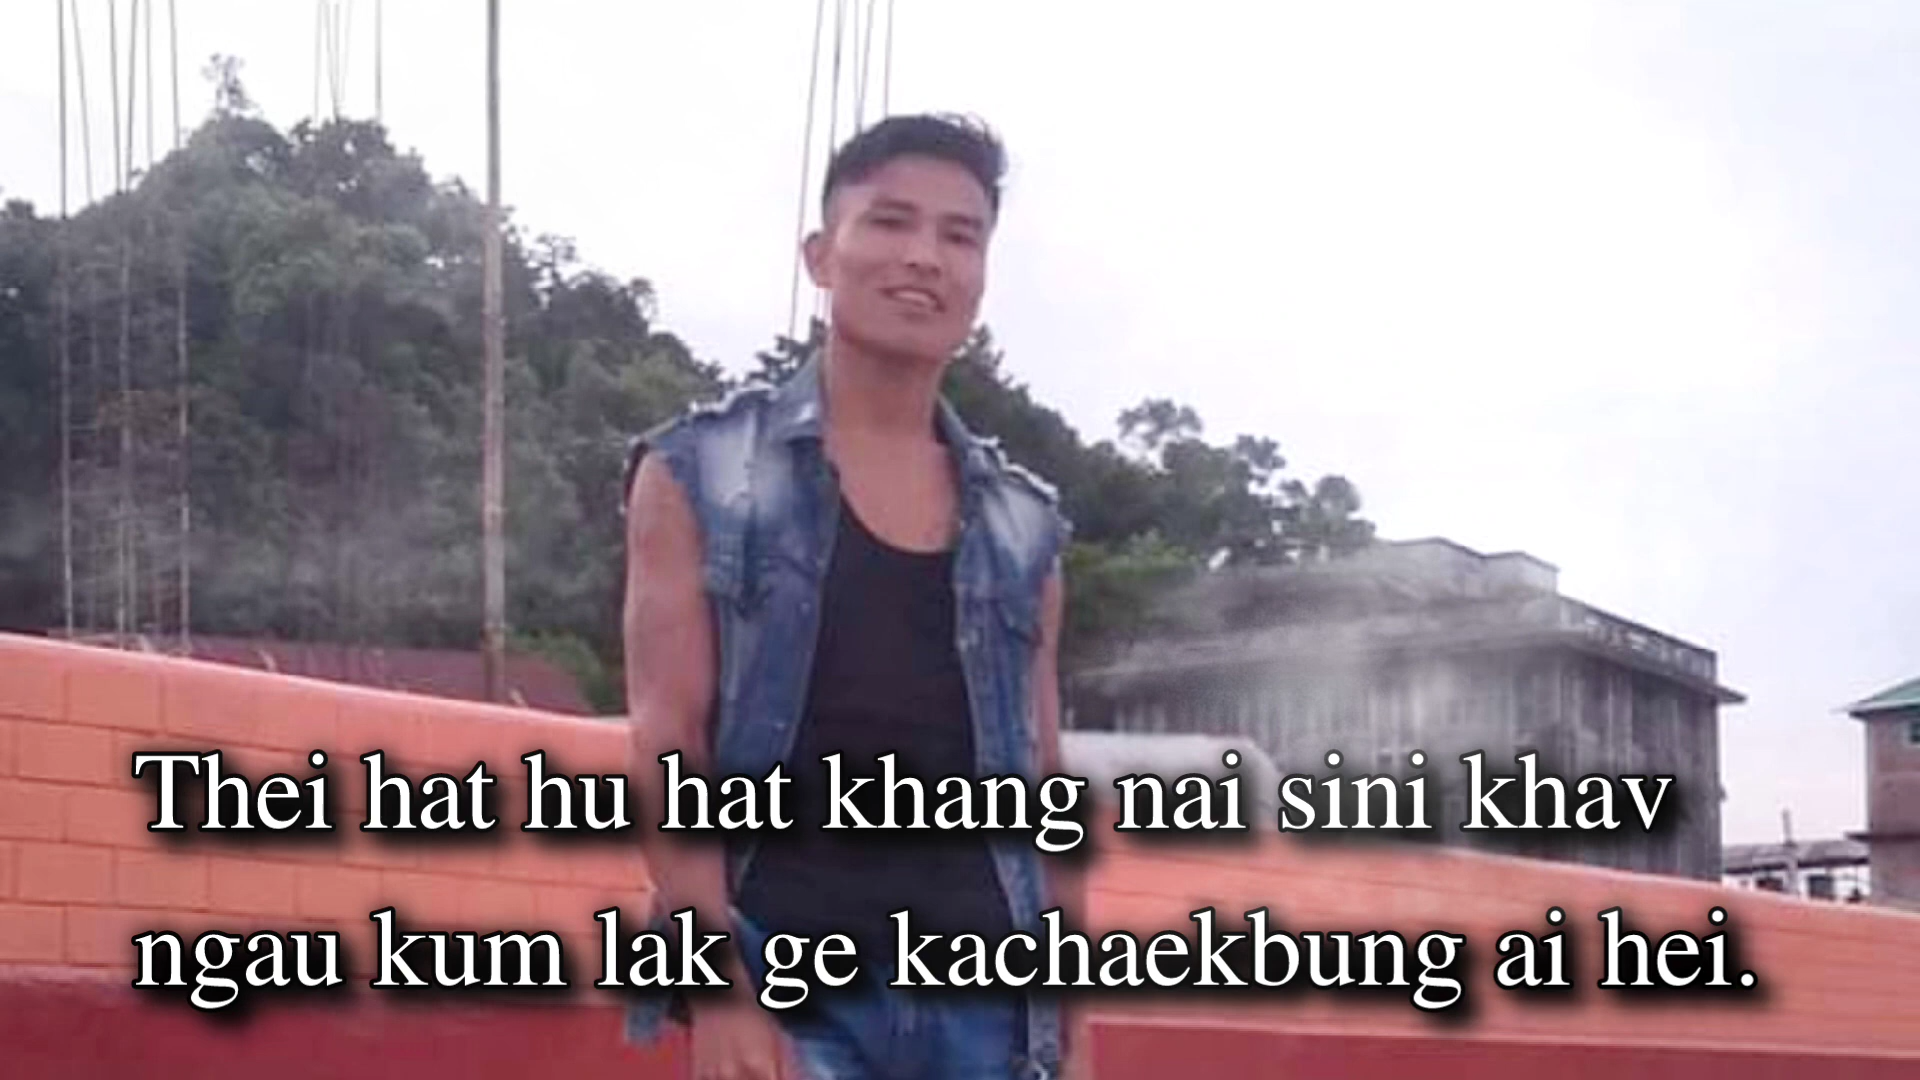 Thei hat hu hat khang nai sini khav
ngau kum lak ge kachaekbung ai hei.